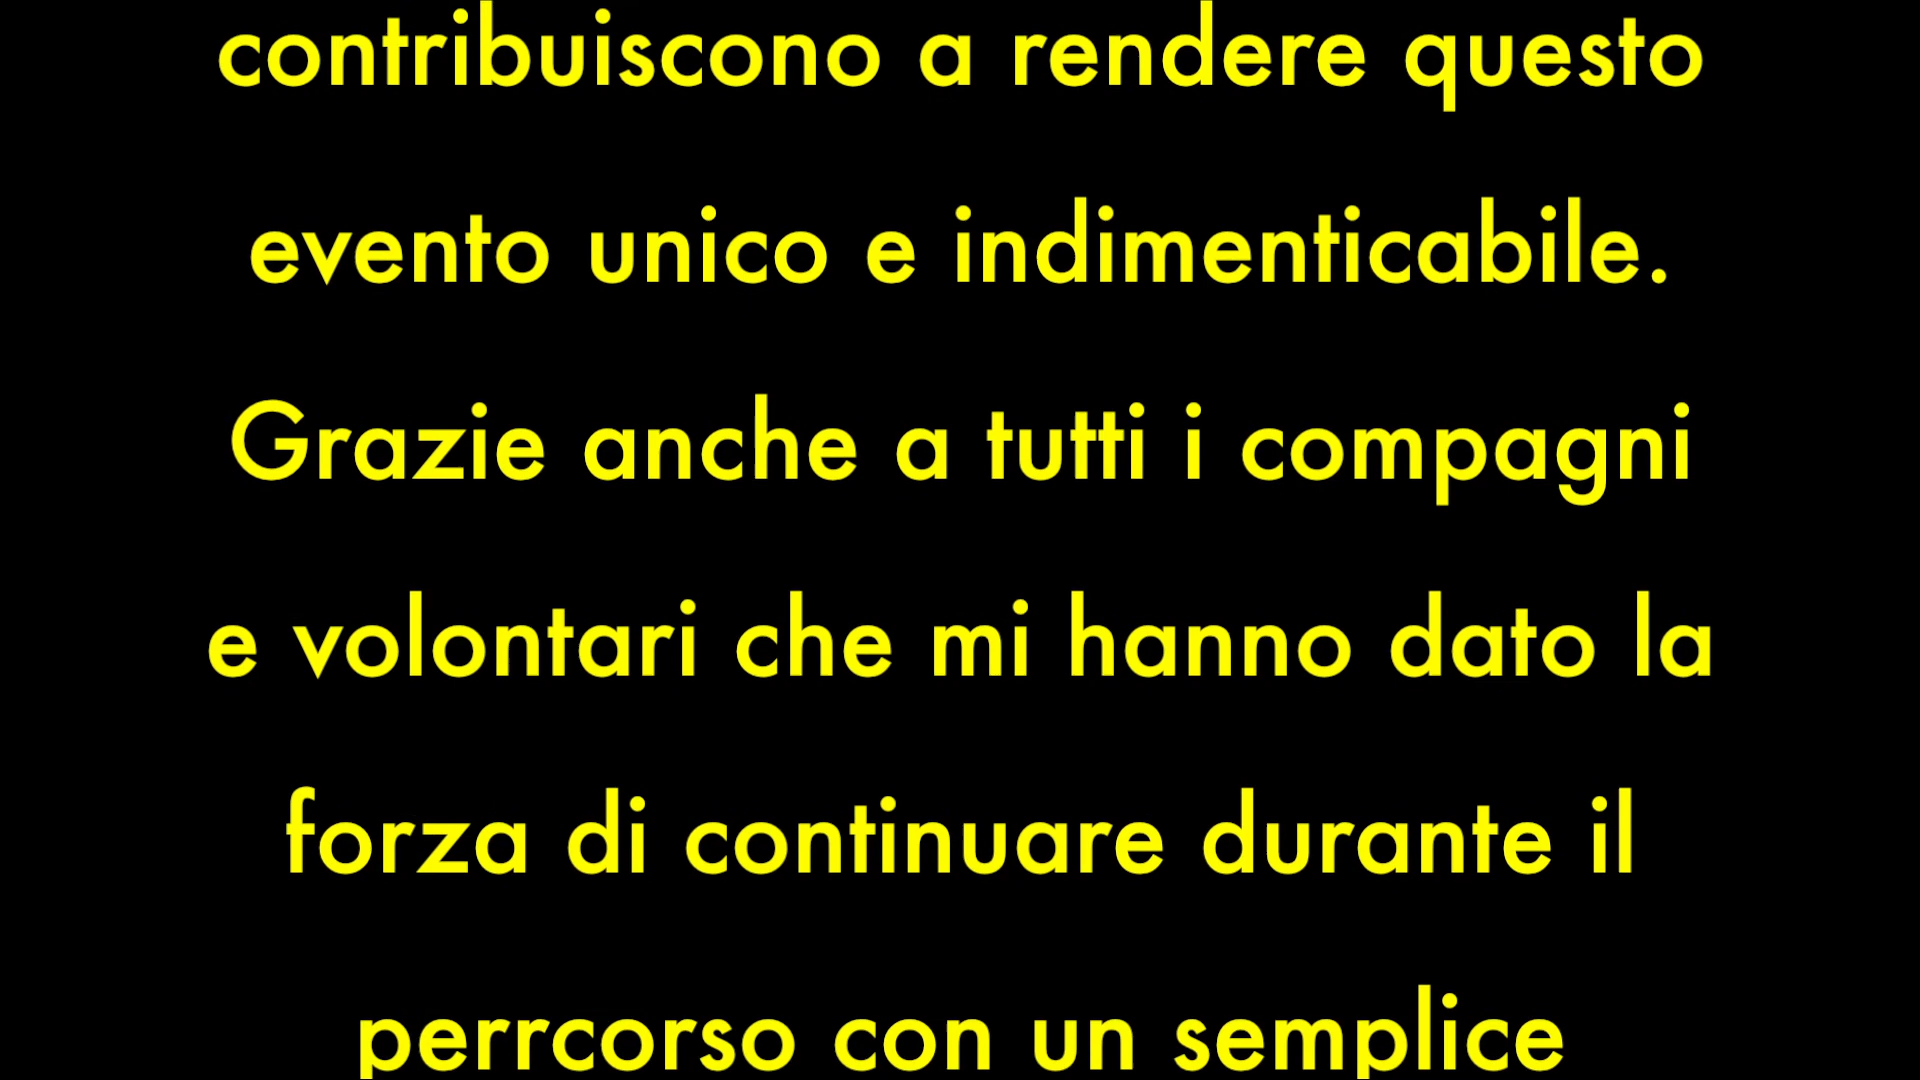 contribuiscono a rendere questo
evento unico e indimenticabile.
Grazie anche a tutti i compagni
e volontari che mi hanno dato la
forza di continuare durante il
perrcorso con un semplice